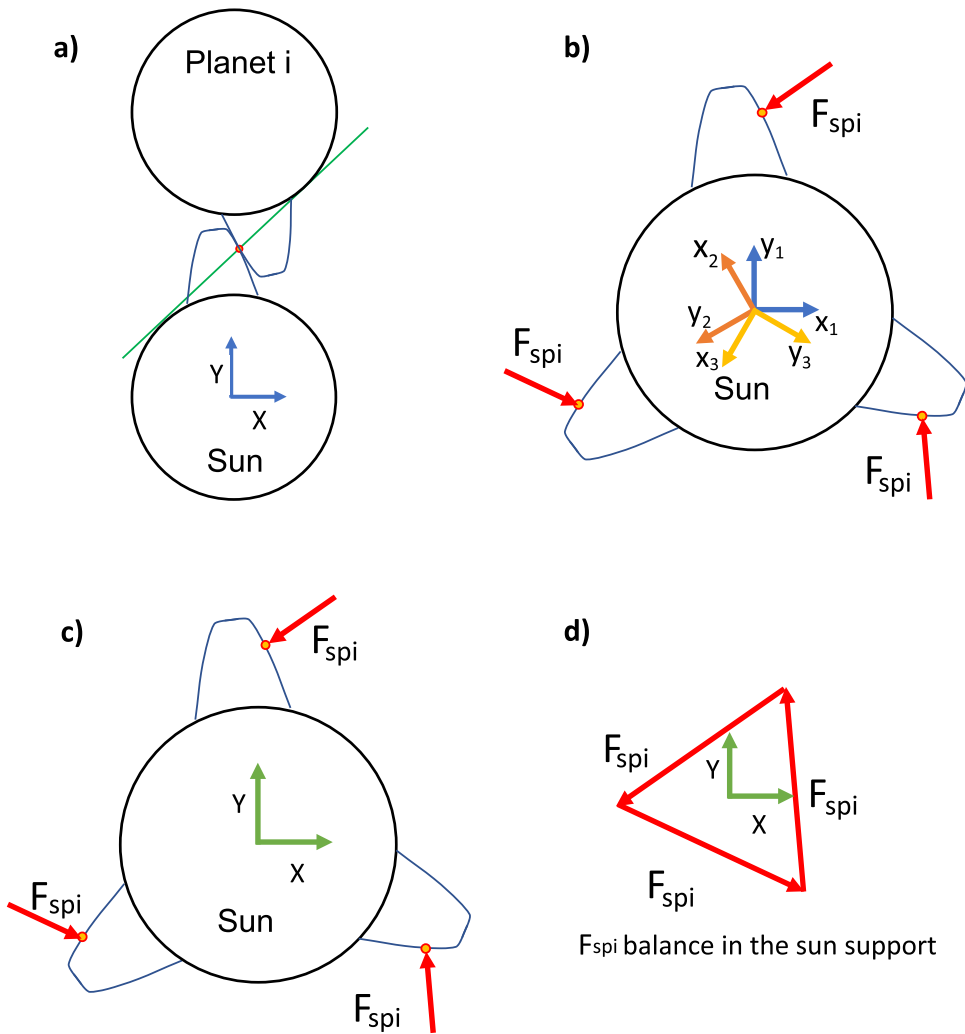 a)
Planet i
Y
X
Sun
b)
Fspi
x2
y1
y2
x1
x3
y3
Sun
Fspi
Fspi
c)
Fspi
Y
X
Sun
Fspi
Fspi
d)
Fspi
Y
X
Fspi
Fspi
Fspi balance in the sun support